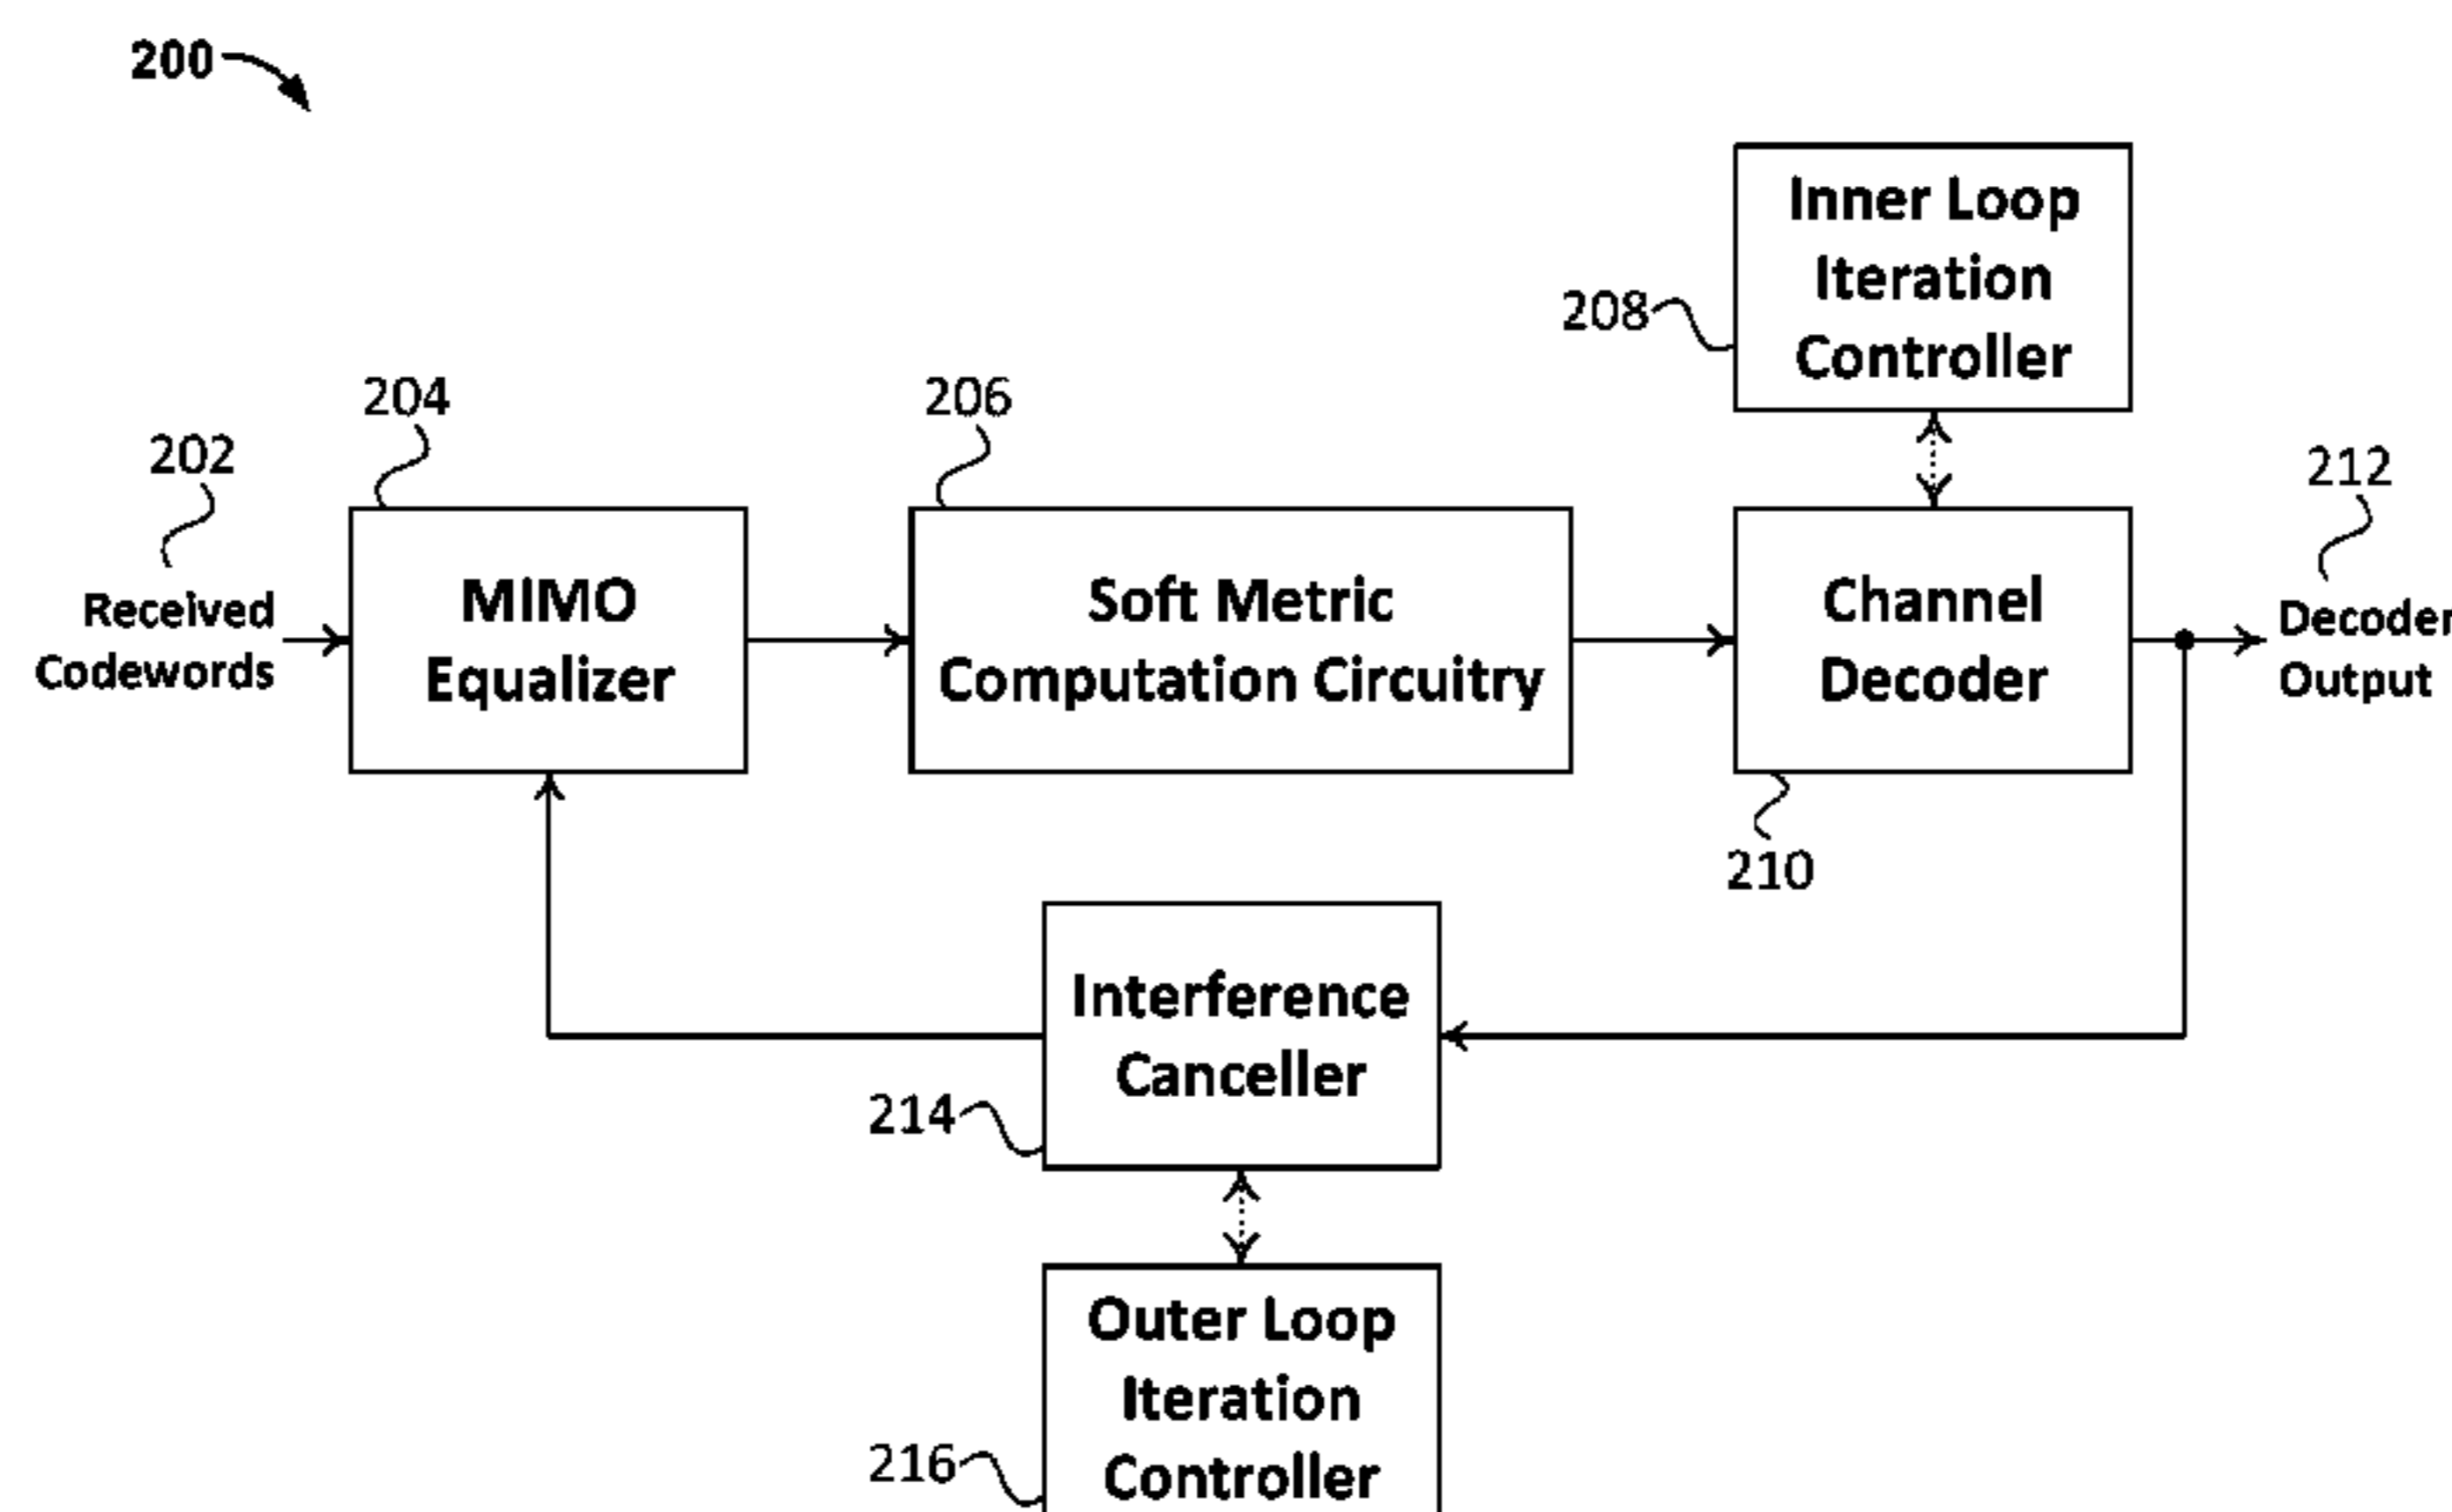 200
Inner Loop
Iteration
Controller
208
204
206
202
212
Received
Codewords
MIMO
Equalizer
Soft Metric
Computation Circuitry
Channel
Decoder
Decoder
Output
210
Interference
Canceller
214
Outer Loop
Iteration
Controller
216